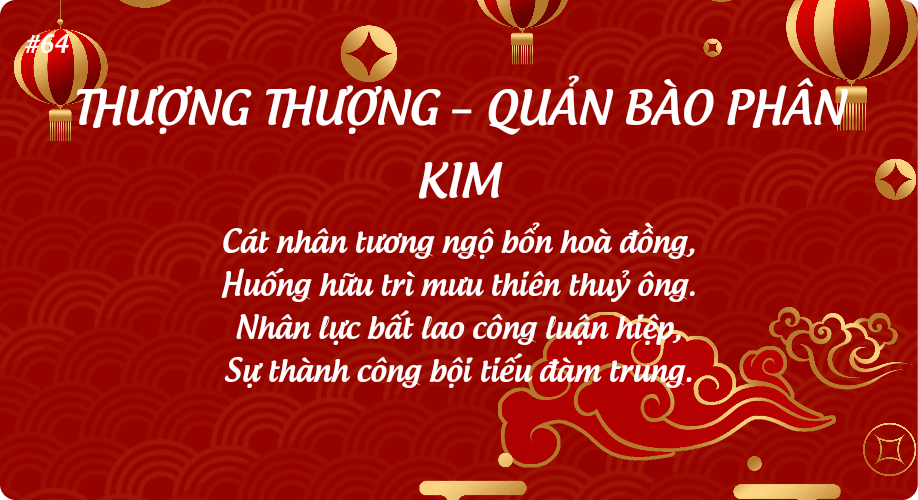 #64
THƯỢNG THƯỢNG – QUẢN BÀO PHÂN
KIM
Cát nhân tương ngộ bổn hoà đồng,
Huống hữu trì mưu thiên thuỷ ông.
Nhân lực bất lao công luận hiệp,
Sự thành công bội tiếu đàm trung.